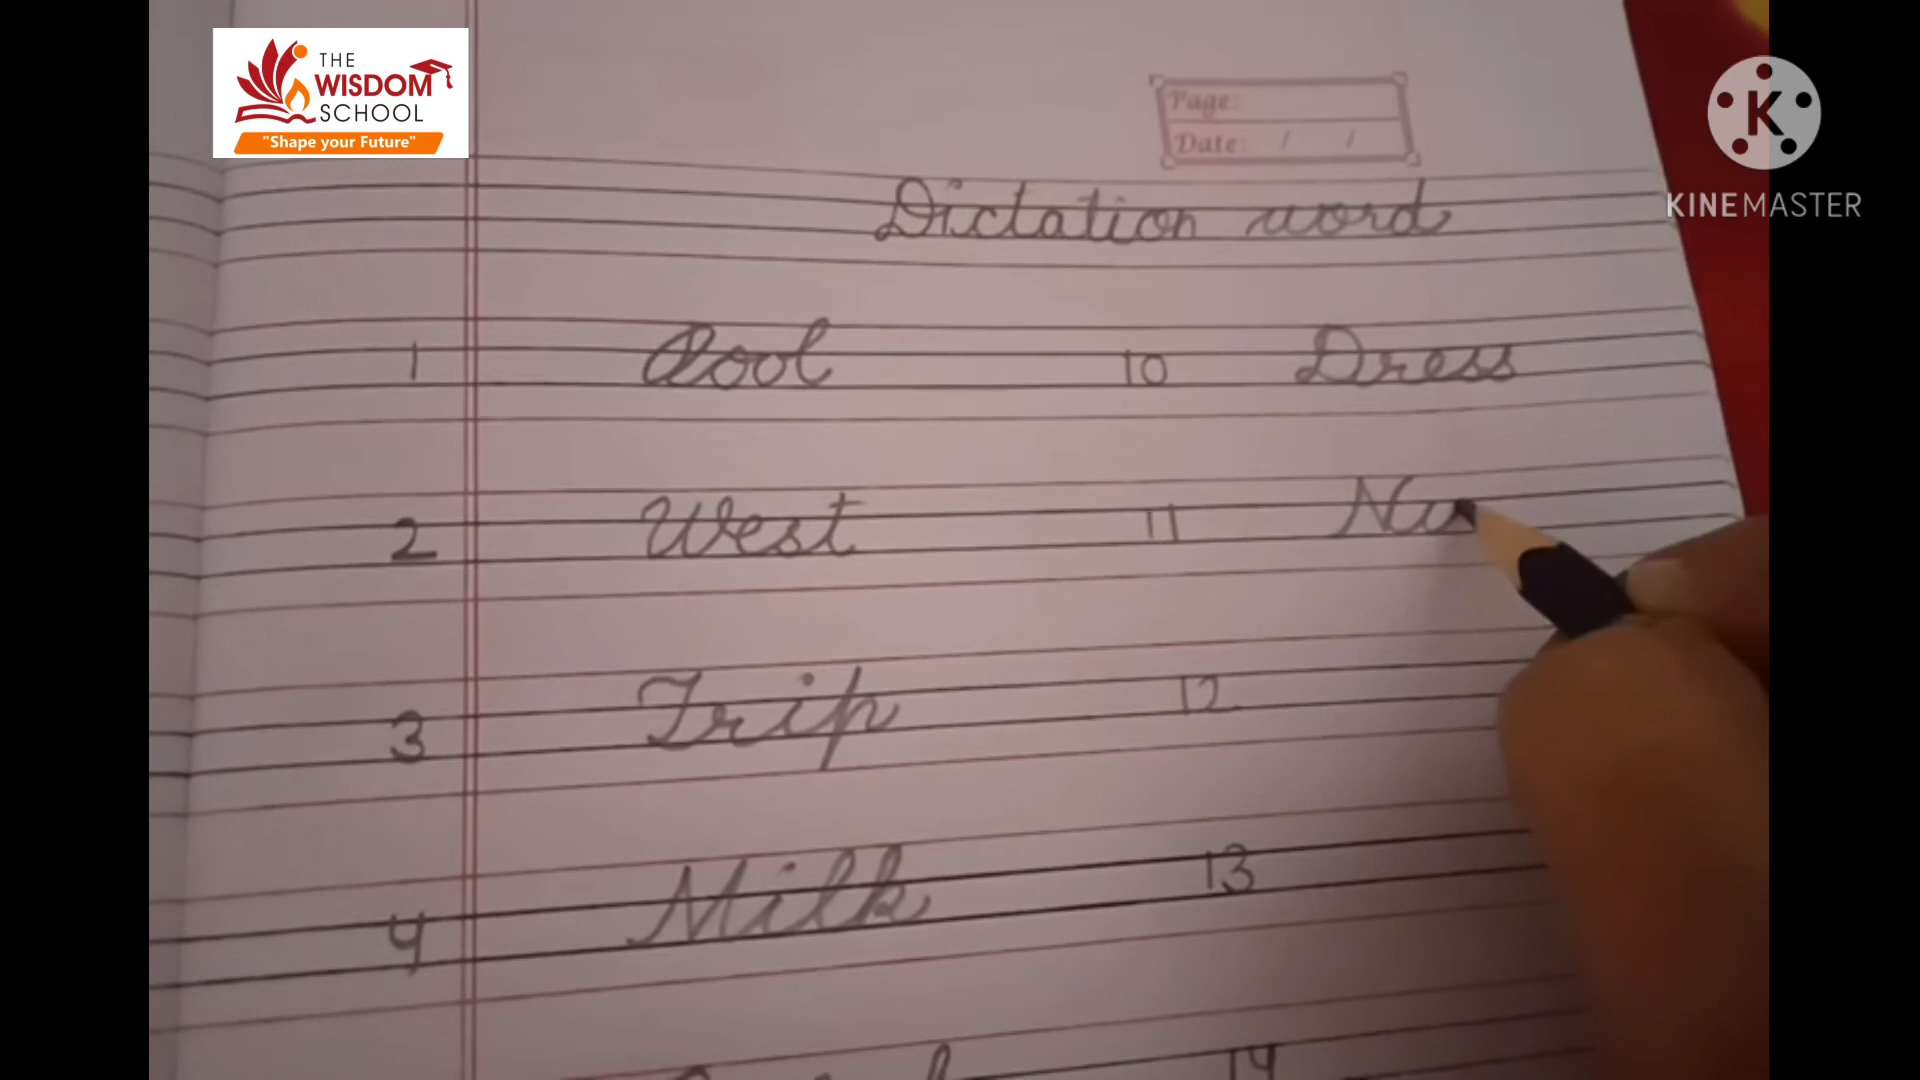 THE
WISDOM
SCHOOL
"Shape your Future"
KINEMASTER
Page:
Date: / /
Dictation word
1 Cool 10 Dress
2 West 11
3 Trip 12
4 Milk 13
14